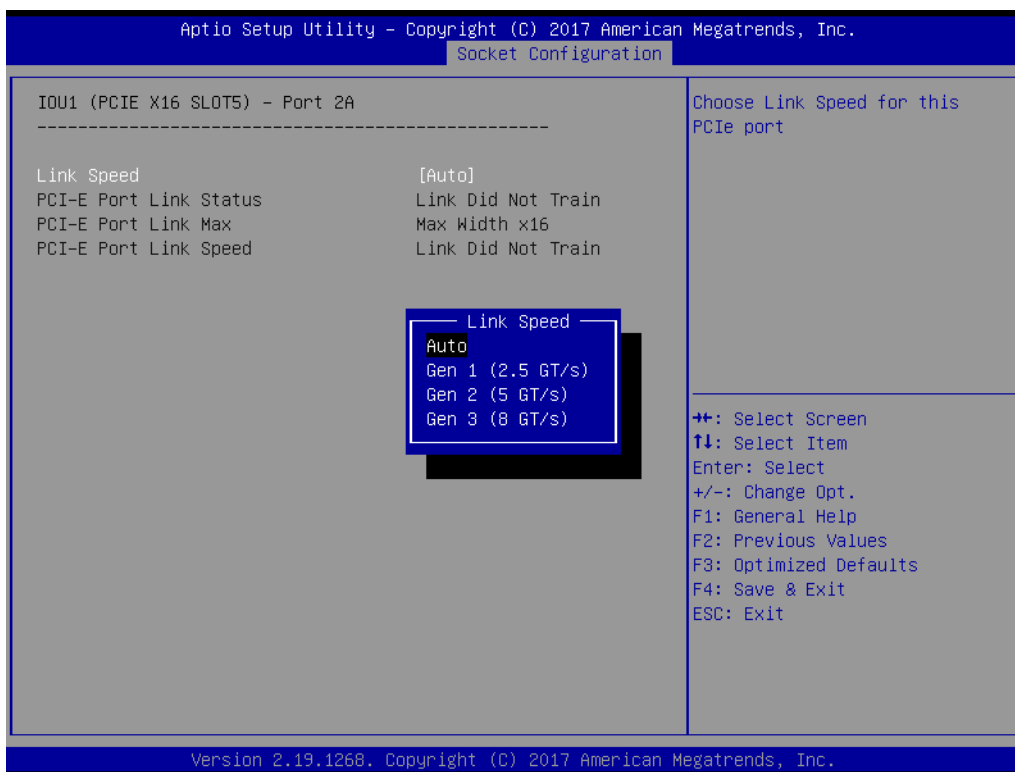 Aptio Setup Utility – Copyright (C) 2017 American Megatrends, Inc.
Socket Configuration
IOU1 (PCIE X16 SLOT5) – Port 2A
--------------------------------------------------
Link Speed [Auto]
PCI-E Port Link Status Link Did Not Train
PCI-E Port Link Max Max Width x16
PCI-E Port Link Speed Link Did Not Train
Link Speed
Auto
Gen 1 (2.5 GT/s)
Gen 2 (5 GT/s)
Gen 3 (8 GT/s)
Choose Link Speed for this
PCIe port
→←: Select Screen
↑↓: Select Item
Enter: Select
+/-: Change Opt.
F1: General Help
F2: Previous Values
F3: Optimized Defaults
F4: Save & Exit
ESC: Exit
Version 2.19.1268. Copyright (C) 2017 American Megatrends, Inc.